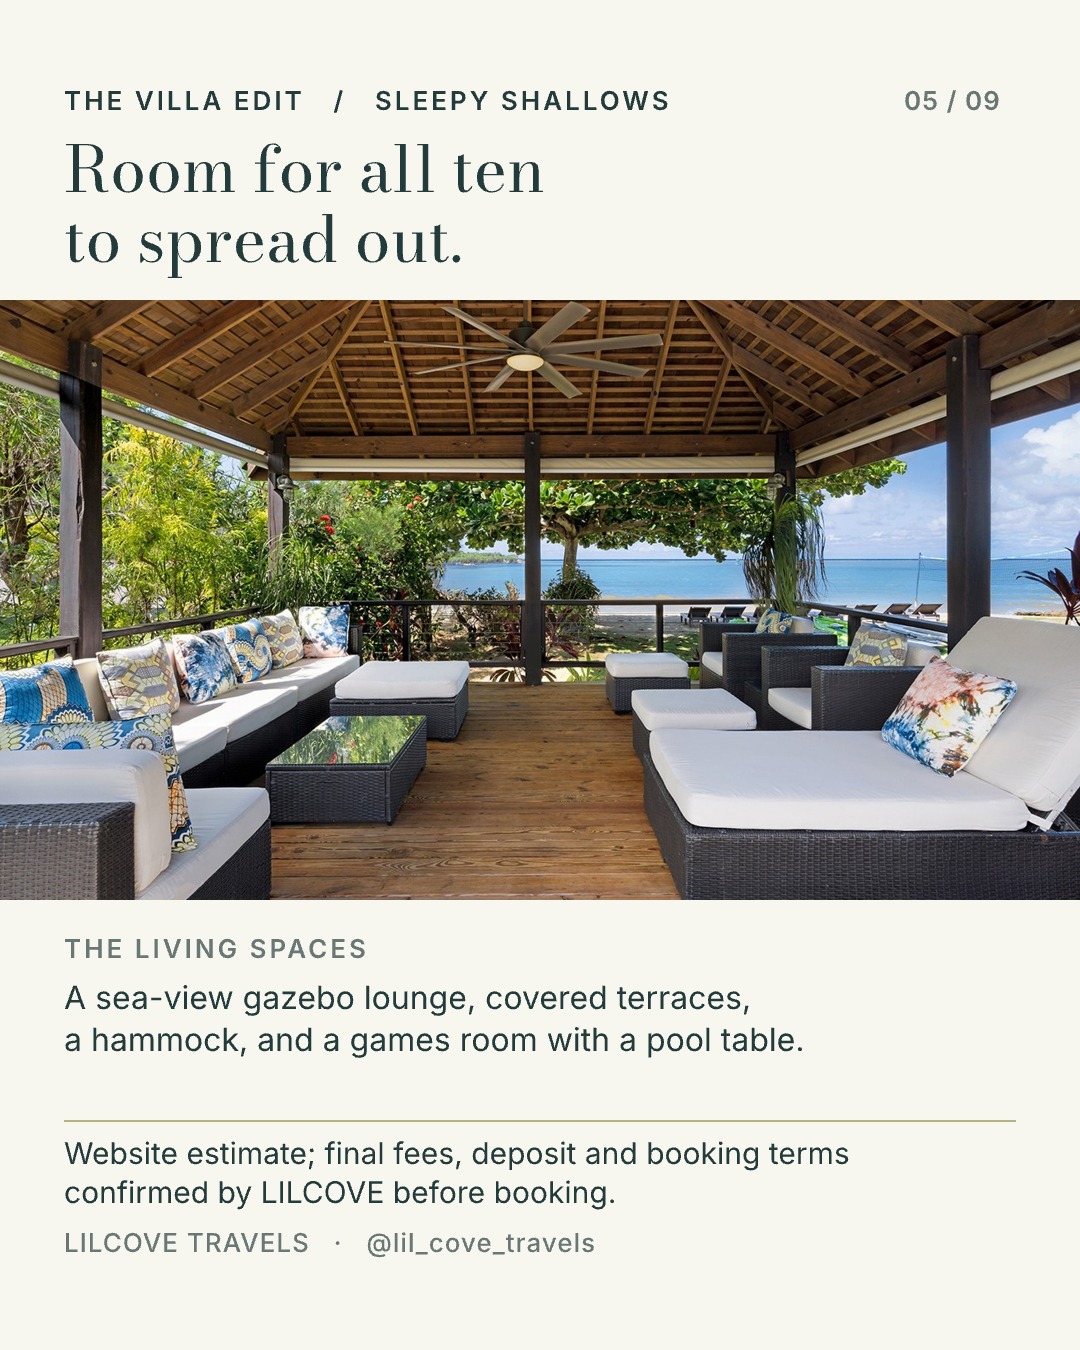 THE VILLA EDIT / SLEEPY SHALLOWS 05 / 09
Room for all ten
to spread out.
THE LIVING SPACES
A sea-view gazebo lounge, covered terraces,
a hammock, and a games room with a pool table.
Website estimate; final fees, deposit and booking terms
confirmed by LILCOVE before booking.
LILCOVE TRAVELS · @lil_cove_travels